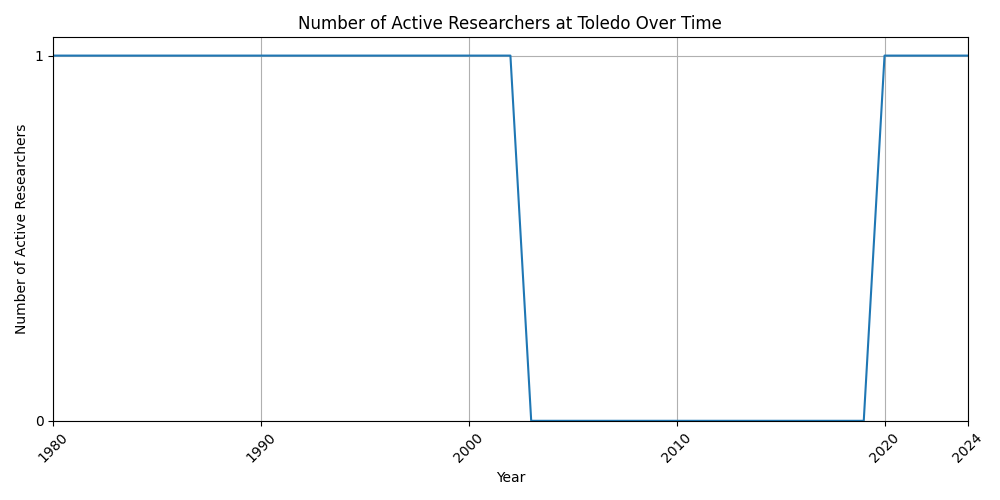 Number of Active Researchers at Toledo Over Time
Number of Active Researchers
1
0
1980
1990
2000
2010
2020
2024
Year